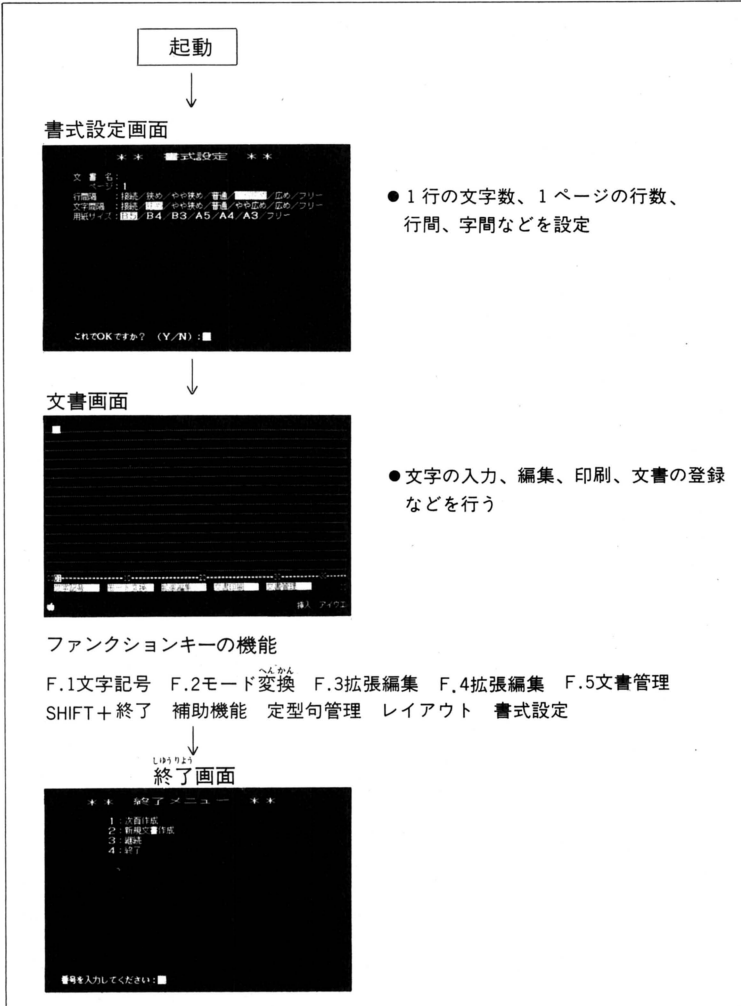 起動
書式設定画面
** 書式設定 **
文書名:
ページ:1
行間隔:接続/狭め/やや狭め/普通/やや広め/広め/フリー
文字間隔:接続/狭め/やや狭め/普通/やや広め/広め/フリー
用紙サイズ:/B4/B3/A5/A4/A3/フリー
これでOKですか? (Y/N):
●1行の文字数、1ページの行数、
行間、字間などを設定
文書画面
挿入 アイウエ
●文字の入力、編集、印刷、文書の登録
などを行う
ファンクションキーの機能
へんかん
F.1文字記号 F.2モード変換 F.3拡張編集 F.4拡張編集 F.5文書管理
SHIFT+終了 補助機能 定型句管理 レイアウト 書式設定
しゆうりよう
終了画面
** 終了メニュー **
1:次頁作成
2:新規文書作成
3:継続
4:終了
番号を入力してください: